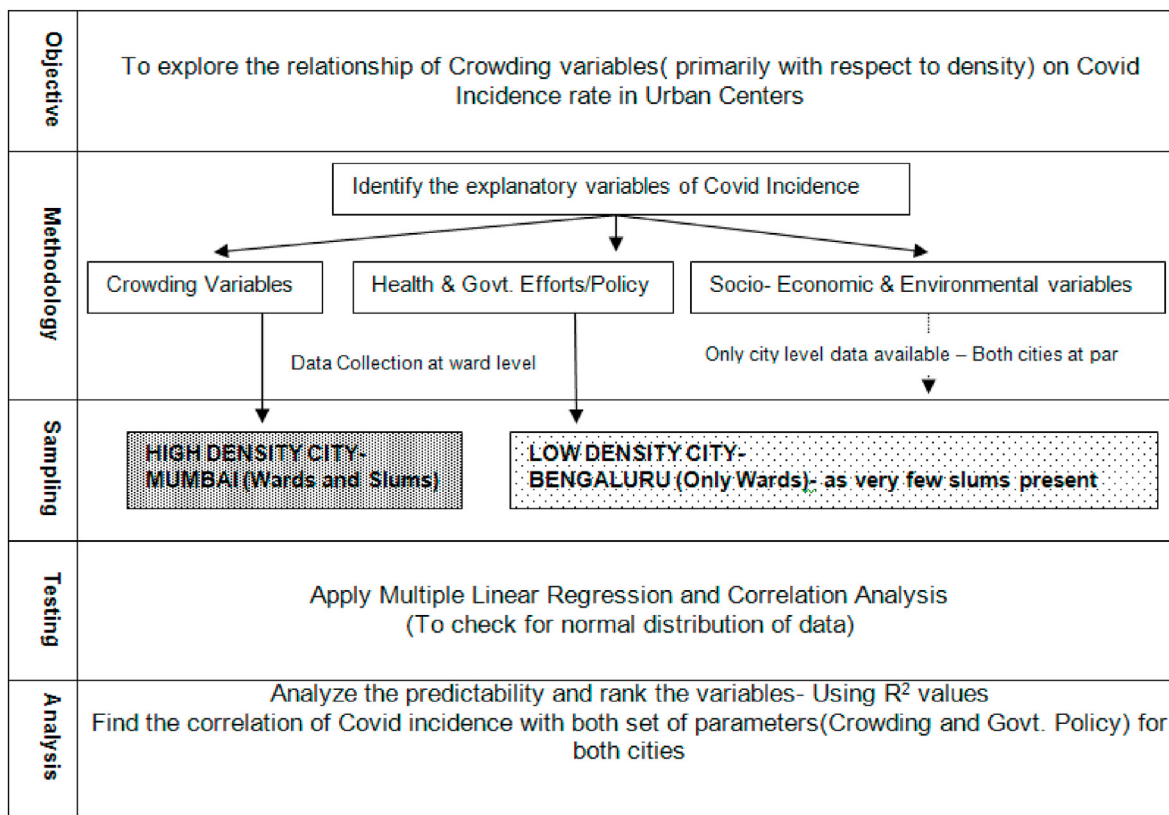 Objective
To explore the relationship of Crowding variables( primarily with respect to density) on Covid
Incidence rate in Urban Centers
Methodology
Identify the explanatory variables of Covid Incidence
Crowding Variables
Health & Govt. Efforts/Policy
Socio- Economic & Environmental variables
Data Collection at ward level
Only city level data available – Both cities at par
Sampling
HIGH DENSITY CITY-
MUMBAI (Wards and Slums)
LOW DENSITY CITY-
BENGALURU (Only Wards)- as very few slums present
Testing
Apply Multiple Linear Regression and Correlation Analysis
(To check for normal distribution of data)
Analysis
Analyze the predictability and rank the variables- Using R² values
Find the correlation of Covid incidence with both set of parameters(Crowding and Govt. Policy) for
both cities